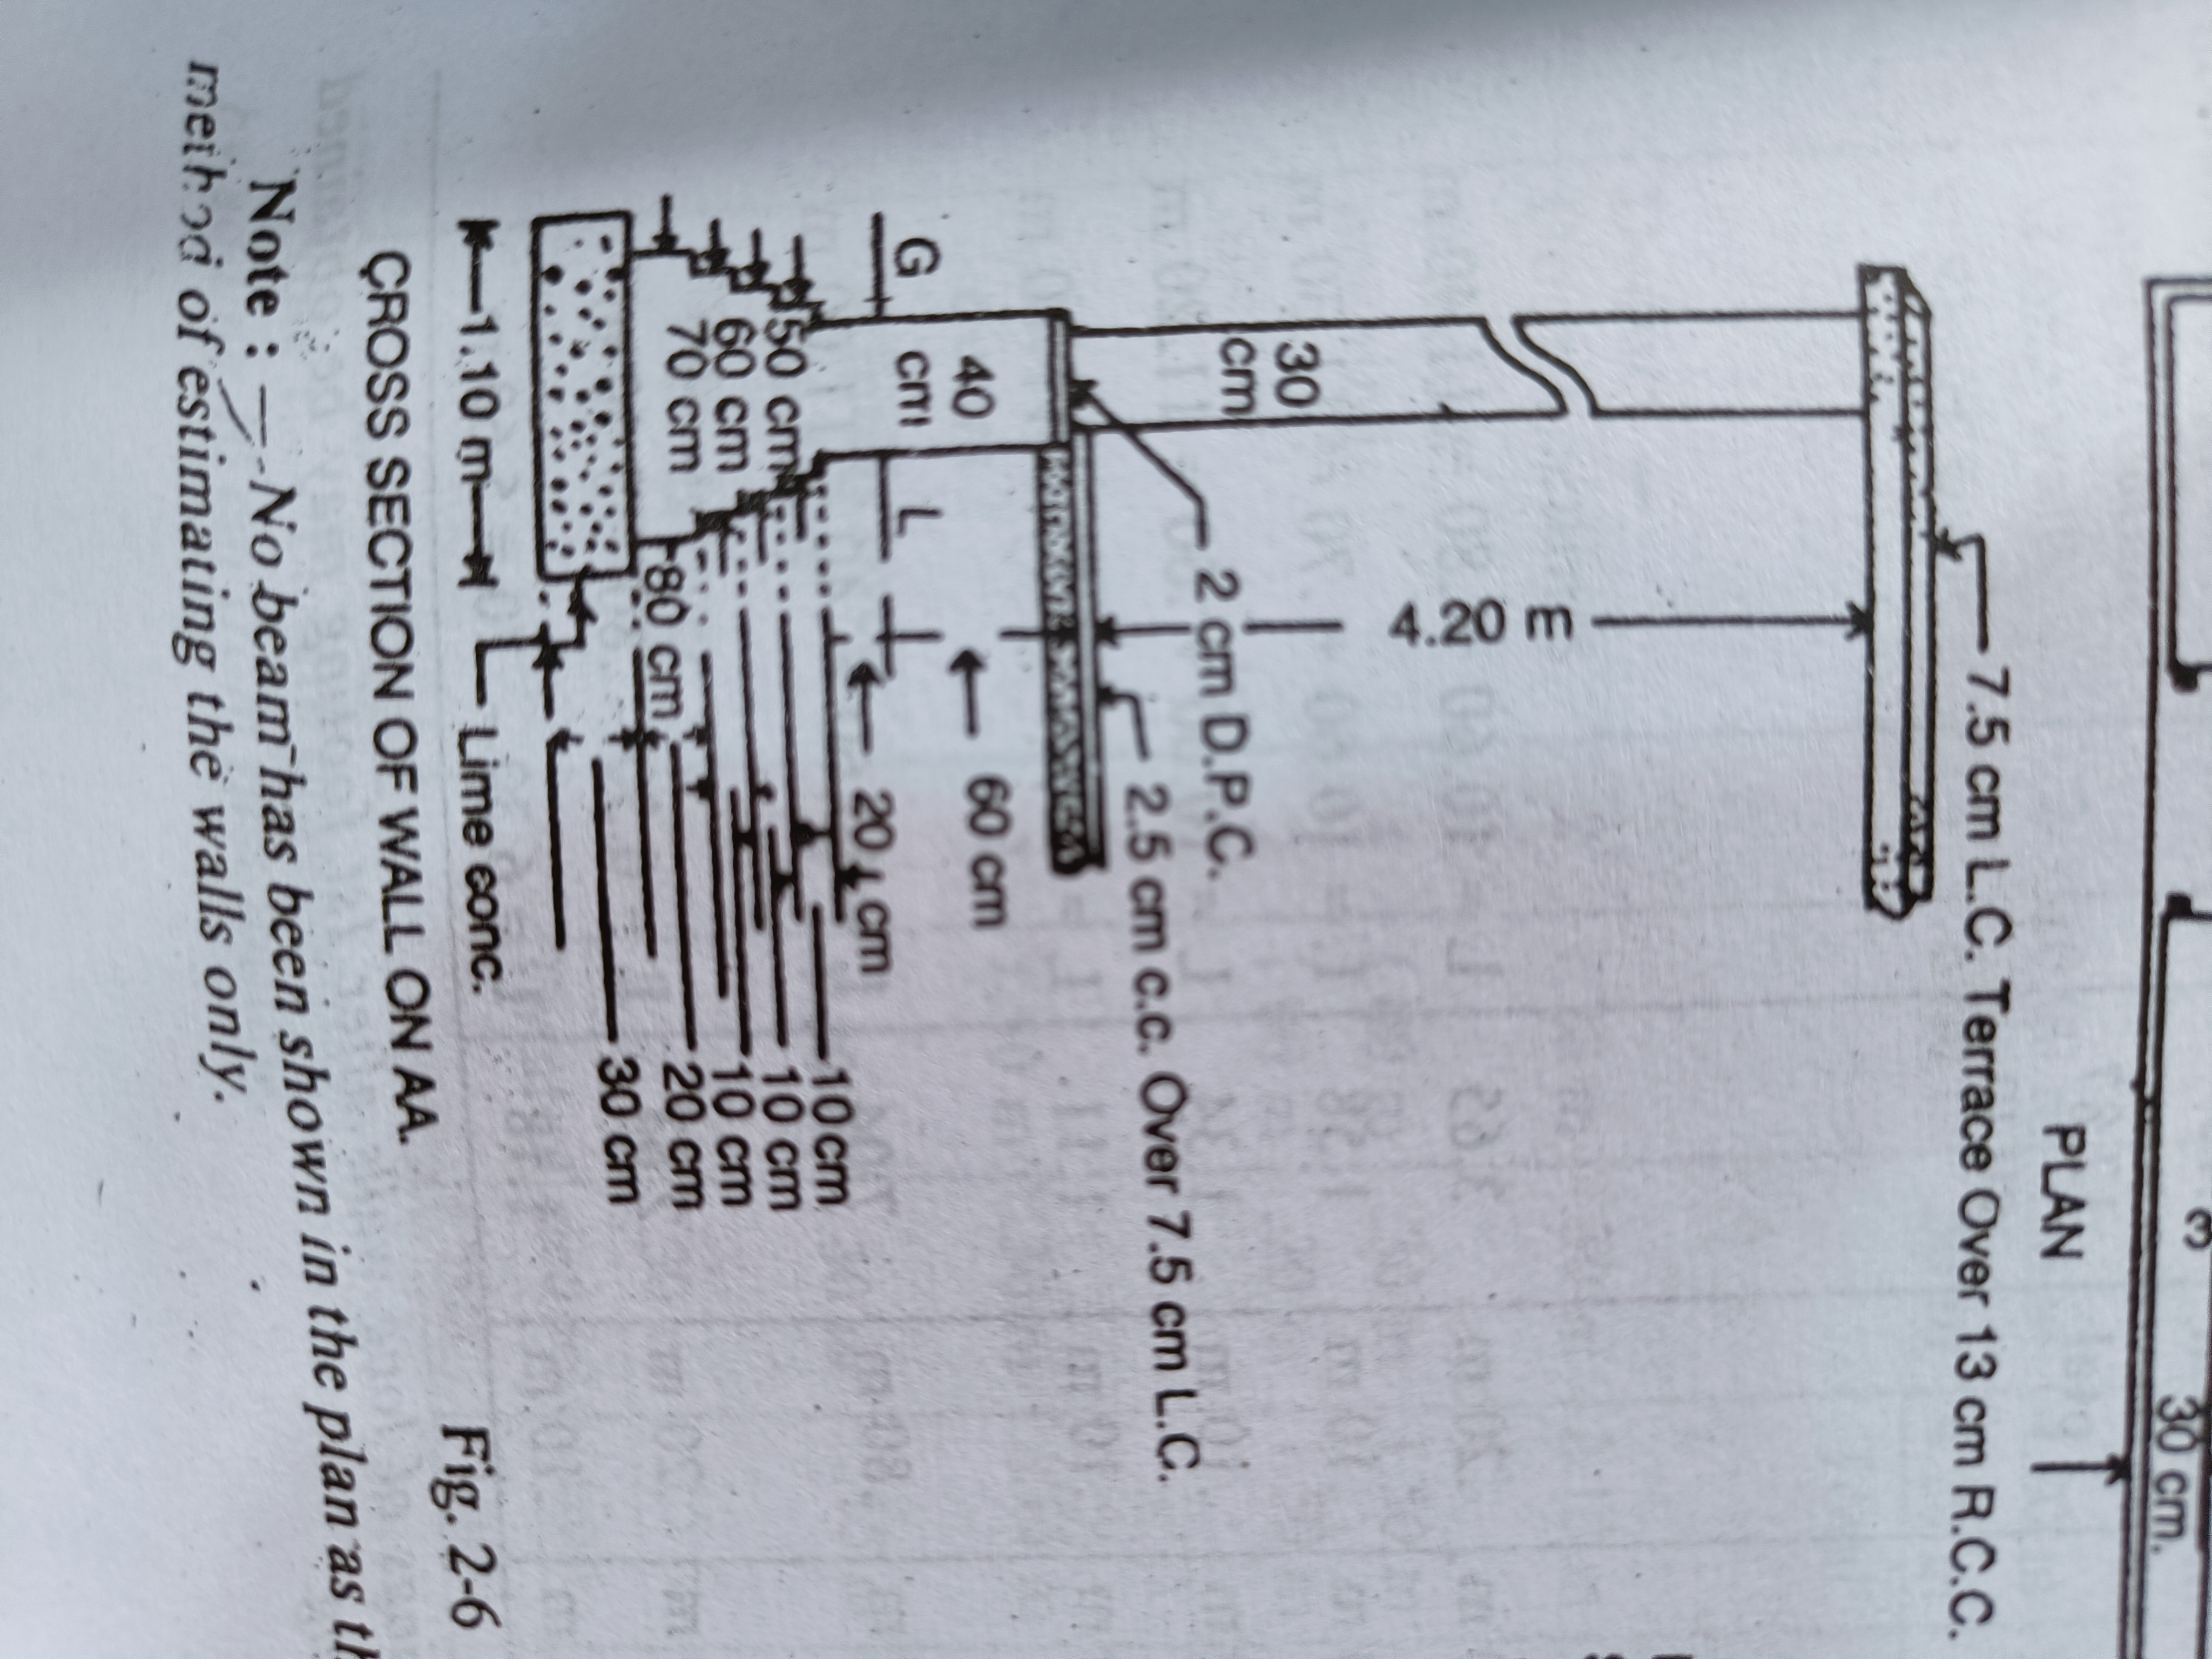 30 cm.
PLAN
7.5 cm L.C. Terrace Over 13 cm R.C.C.
4.20 m
30
cm
2 cm D.P.C.
2.5 cm c.c. Over 7.5 cm L.C.
40
cm
60 cm
G
L
20 cm
50 cm
60 cm
70 cm
80 cm
10 cm
10 cm
10 cm
20 cm
30 cm
1.10 m
Lime conc.
Fig. 2-6
CROSS SECTION OF WALL ON AA.
Note : — No beam has been shown in the plan as
method of estimating the walls only.